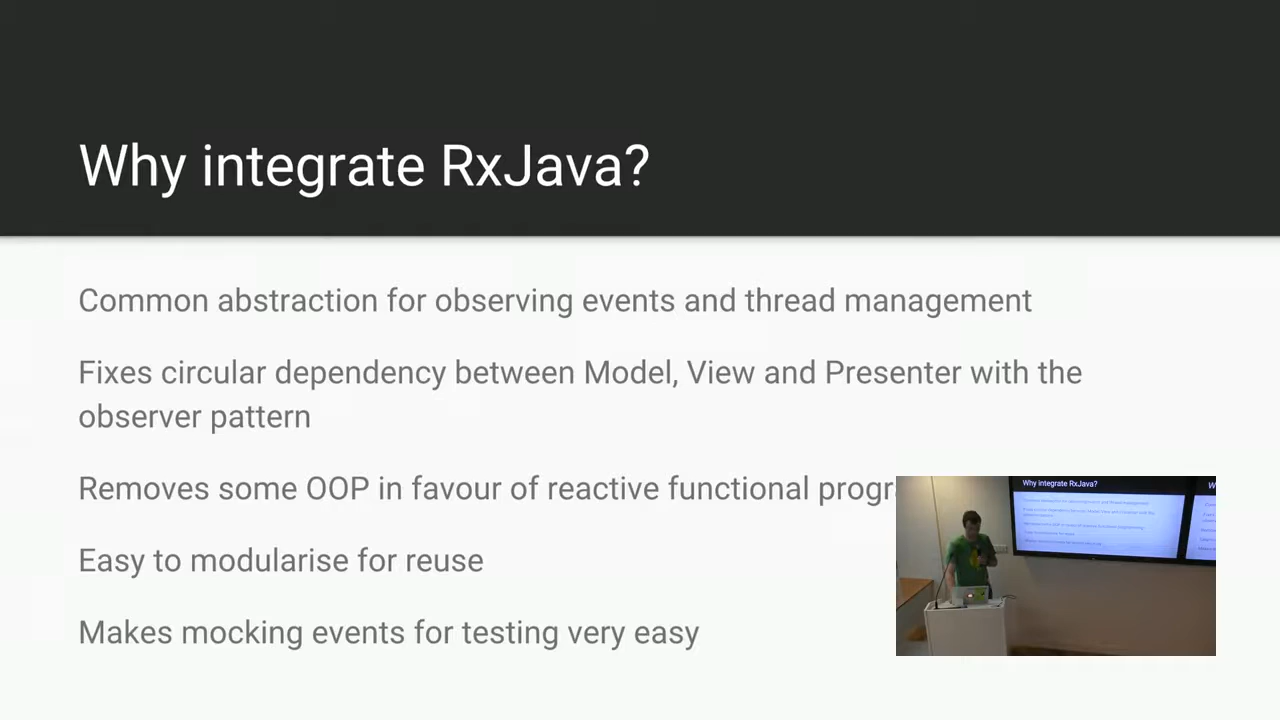 Why integrate RxJava?
Common abstraction for observing events and thread management
Fixes circular dependency between Model, View and Presenter with the
observer pattern
Removes some OOP in favour of reactive functional progr
Easy to modularise for reuse
Makes mocking events for testing very easy
Why integrate RxJava?